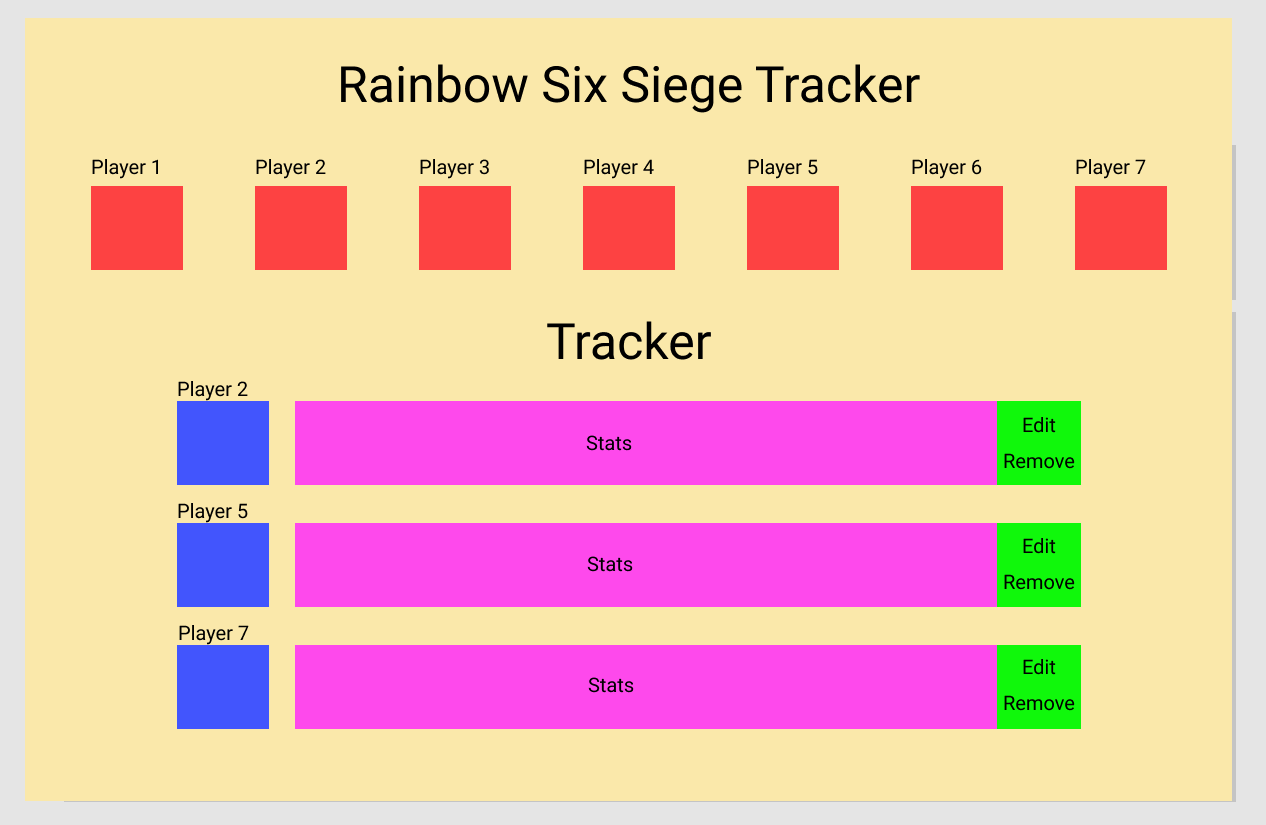 Rainbow Six Siege Tracker
Player 1 Player 2 Player 3 Player 4 Player 5 Player 6 Player 7
Tracker
Player 2
Stats
Edit
Remove
Player 5
Stats
Edit
Remove
Player 7
Stats
Edit
Remove